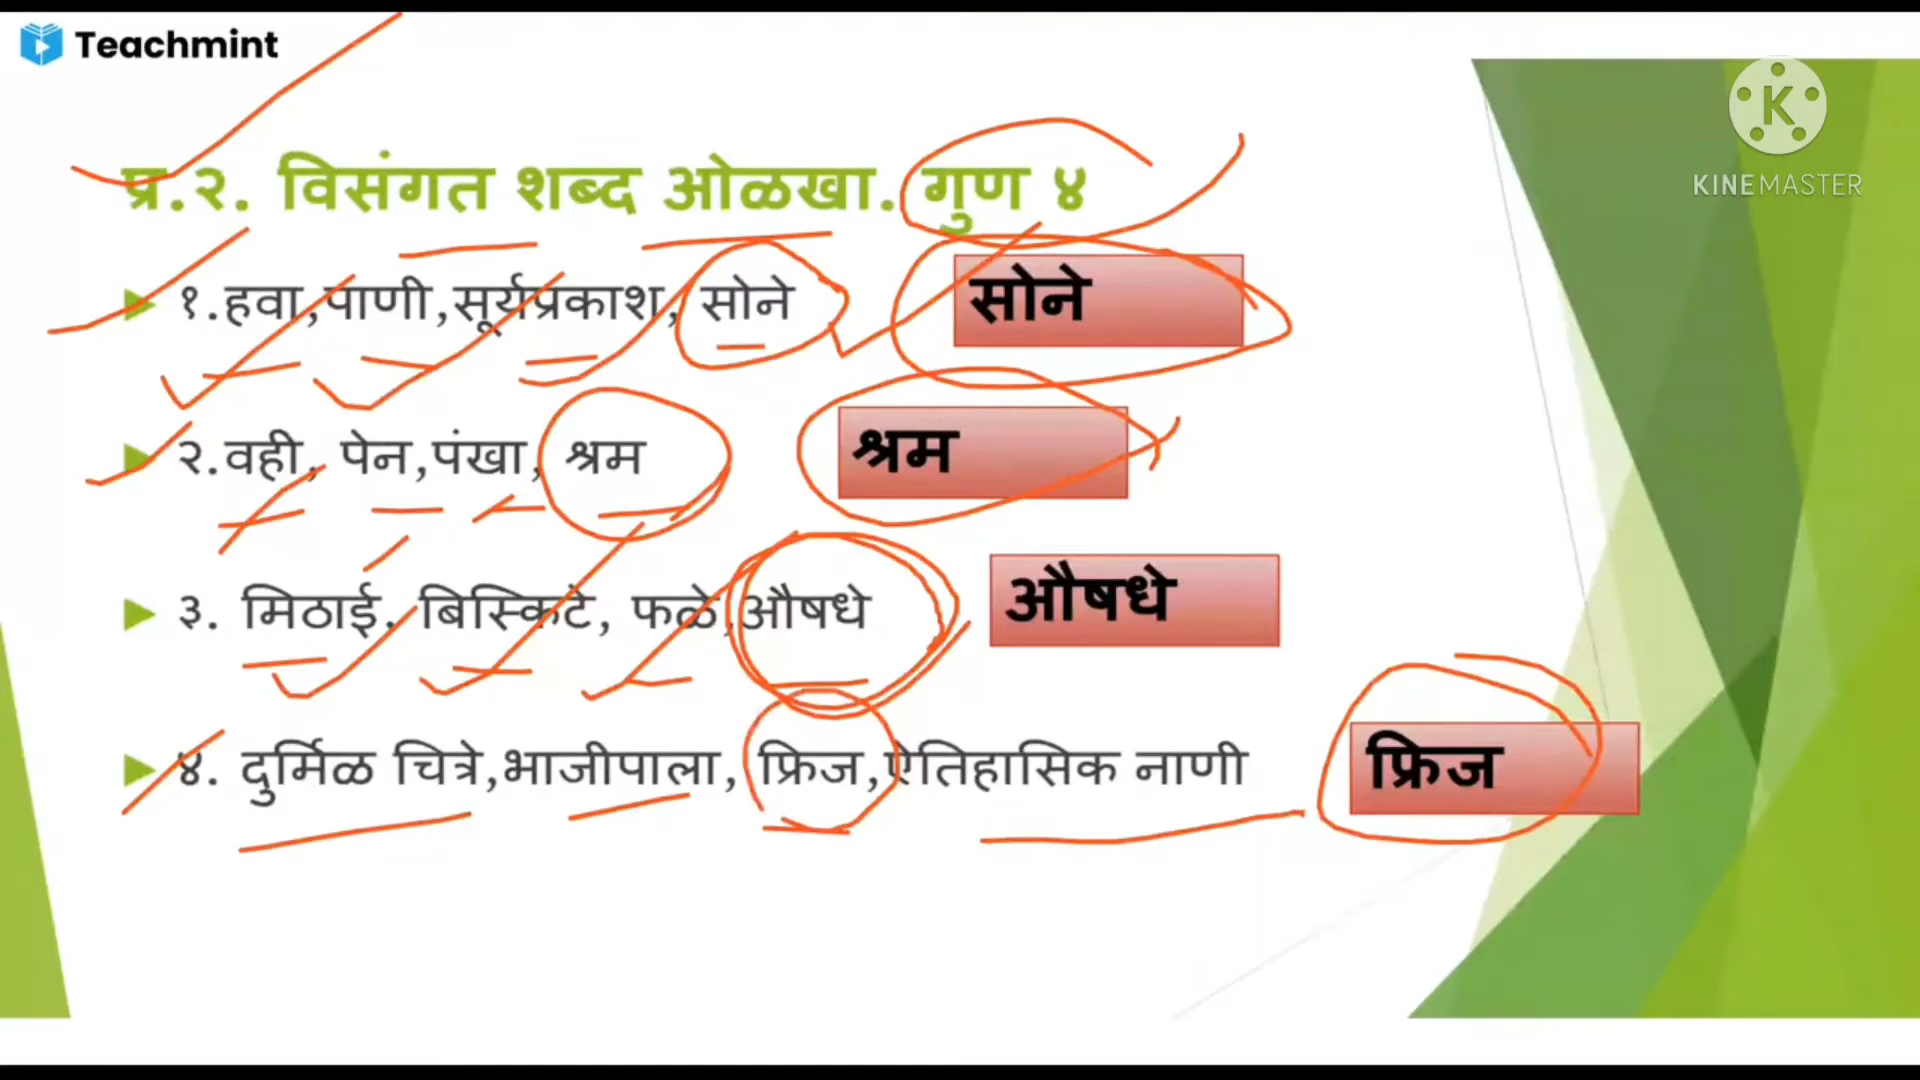 Teachmint
K
KINEMASTER
प्र.२. विसंगत शब्द ओळखा. गुण ४
१.हवा,पाणी,सूर्यप्रकाश, सोने
सोने
२.वही, पेन,पंखा, श्रम
श्रम
३. मिठाई. बिस्किटे, फळे,औषधे
औषधे
४. दुर्मिळ चित्रे,भाजीपाला, फ्रिज,ऐतिहासिक नाणी
फ्रिज